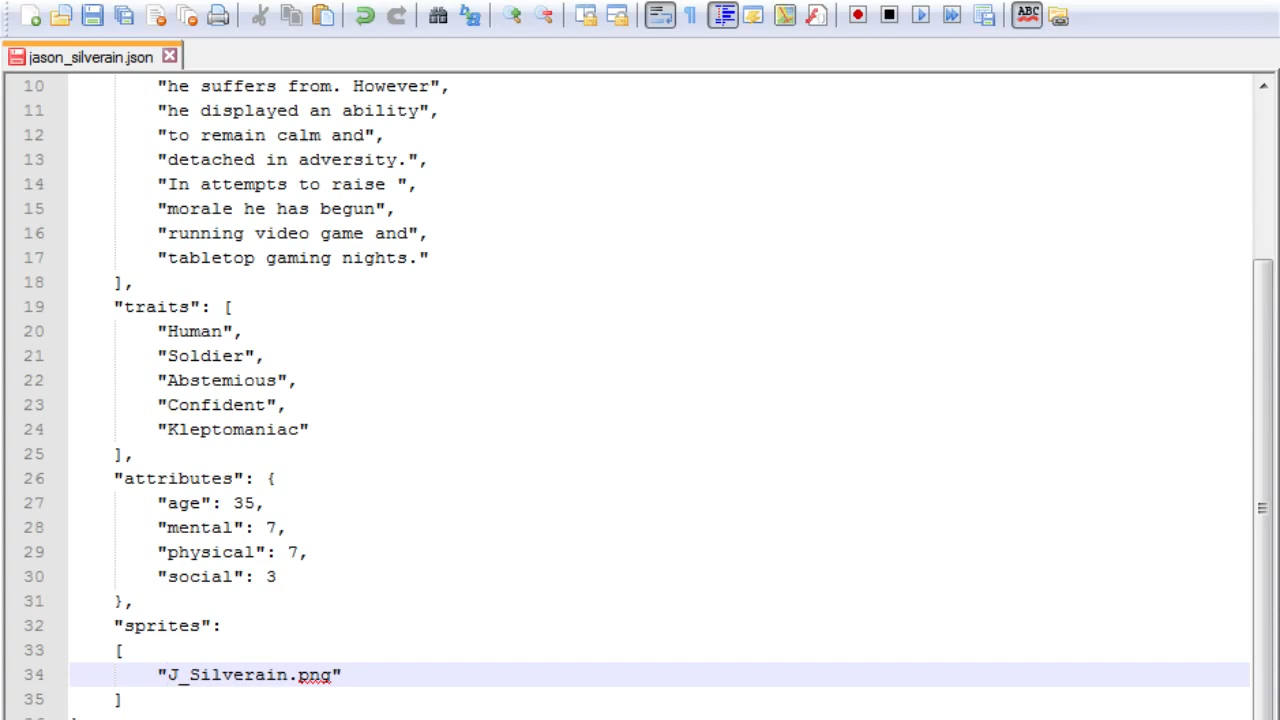 ABC
jason_silverain.json
10 "he suffers from. However",
11 "he displayed an ability",
12 "to remain calm and",
13 "detached in adversity.",
14 "In attempts to raise ",
15 "morale he has begun",
16 "running video game and",
17 "tabletop gaming nights."
18 ],
19 "traits": [
20 "Human",
21 "Soldier",
22 "Abstemious",
23 "Confident",
24 "Kleptomaniac"
25 ],
26 "attributes": {
27 "age": 35,
28 "mental": 7,
29 "physical": 7,
30 "social": 3
31 },
32 "sprites":
33 [
34 "J_Silverain.png"
35 ]